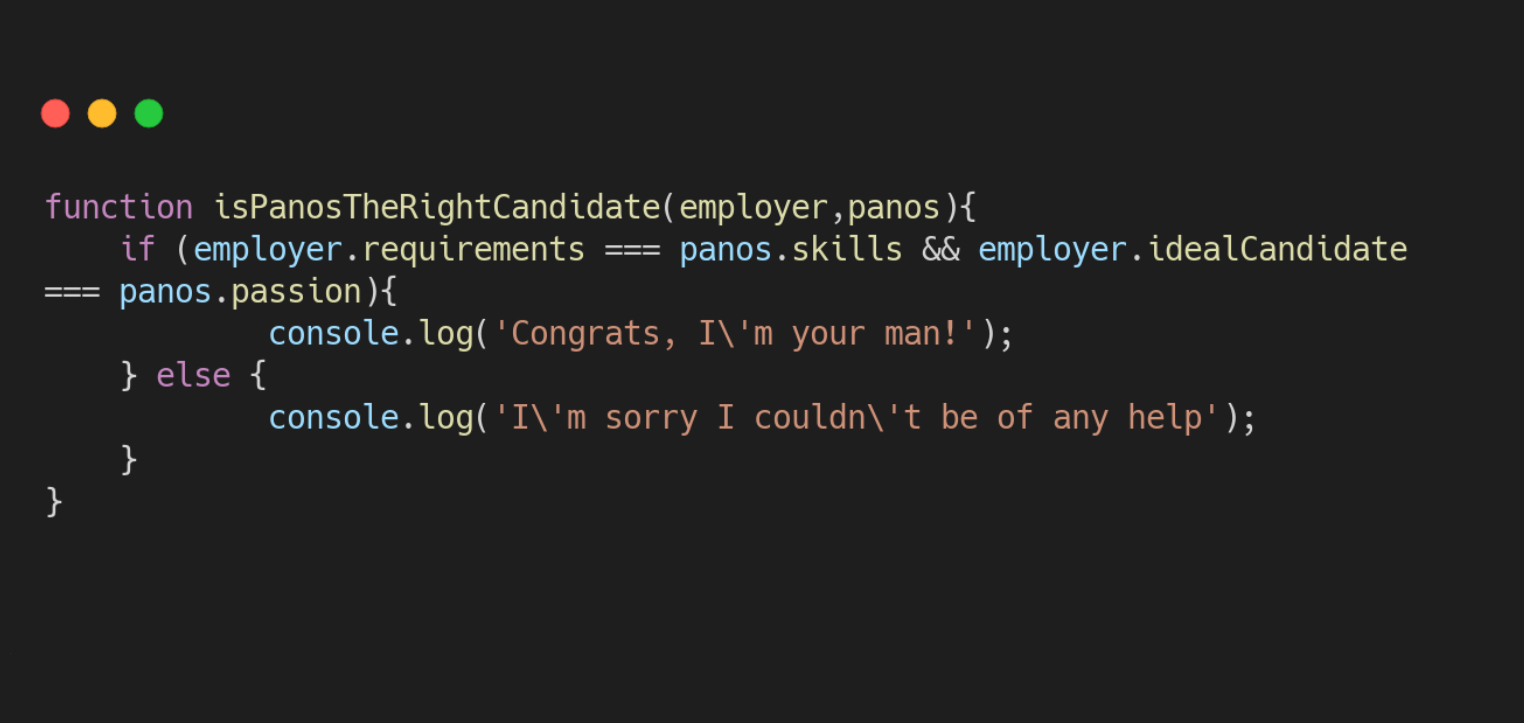 function isPanosTheRightCandidate(employer,panos){
    if (employer.requirements === panos.skills && employer.idealCandidate
=== panos.passion){
            console.log('Congrats, I\'m your man!');
    } else {
            console.log('I\'m sorry I couldn\'t be of any help');
    }
}